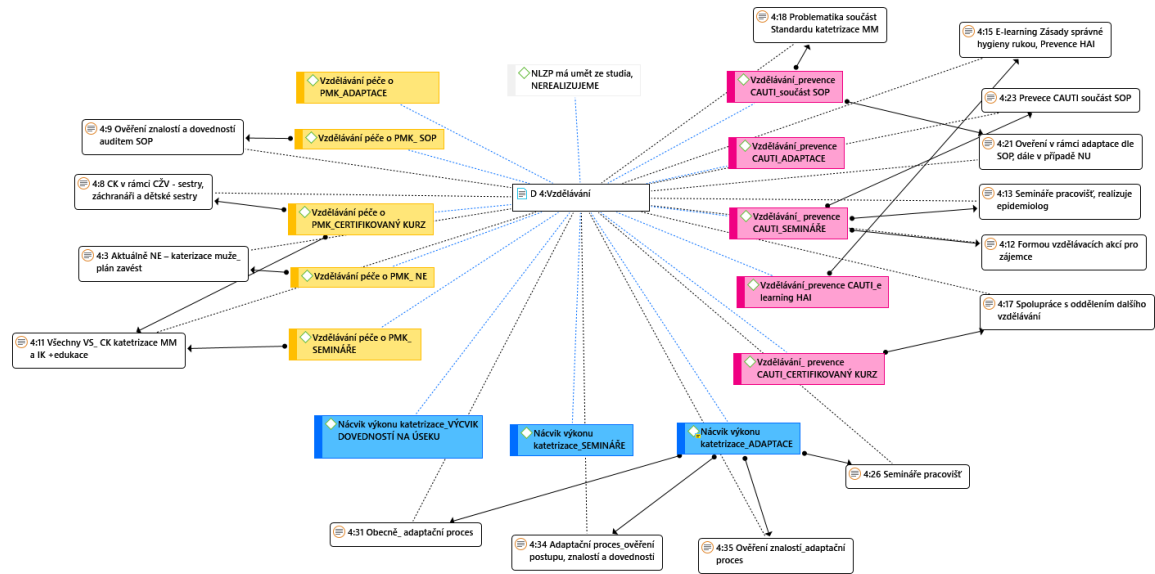 4:18 Problematika součást
Standardu katetrizace MM
4:15 E-learning Zásady správné
hygieny rukou, Prevence HAI
Vzdělávání péče o
PMK_ADAPTACE
NLZP má umět ze studia,
NEREALIZUJEME
Vzdělávání_prevence
CAUTI_součást SOP
4:23 Prevece CAUTI součást SOP
4:9 Ověření znalostí a dovedností
auditem SOP
Vzdělávání péče o PMK_ SOP
Vzdělávání_prevence
CAUTI_ADAPTACE
4:21 Oveření v rámci adaptace dle
SOP, dále v případě NU
4:8 CK v rámci CŽV - sestry,
záchranáři a dětské sestry
D 4:Vzdělávání
4:13 Semináře pracovišť, realizuje
epidemiolog
Vzdělávání péče o
PMK_CERTIFIKOVANÝ KURZ
Vzdělávání_ prevence
CAUTI_SEMINÁŘE
4:12 Formou vzdělávacích akcí pro
zájemce
4:3 Aktuálně NE – katerizace muže_
plán zavést
Vzdělávání péče o PMK_ NE
Vzdělávání_prevence CAUTI_e
learning HAI
4:17 Spolupráce s oddělením dalšího
vzdělávání
4:11 Všechny VS_ CK katetrizace MM
a IK +edukace
Vzdělávání péče o PMK_
SEMINÁŘE
Vzdělávání_ prevence
CAUTI_CERTIFIKOVANÝ KURZ
Nácvik výkonu katetrizace_VÝCVIK
DOVEDNOSTÍ NA ÚSEKU
Nácvik výkonu
katetrizace_SEMINÁŘE
Nácvik výkonu
katetrizace_ADAPTACE
4:26 Semináře pracovišť
4:31 Obecně_ adaptační proces
4:34 Adaptační proces_ověření
postupu, znalostí a dovednosti
4:35 Ověření znalostí_adaptační
proces